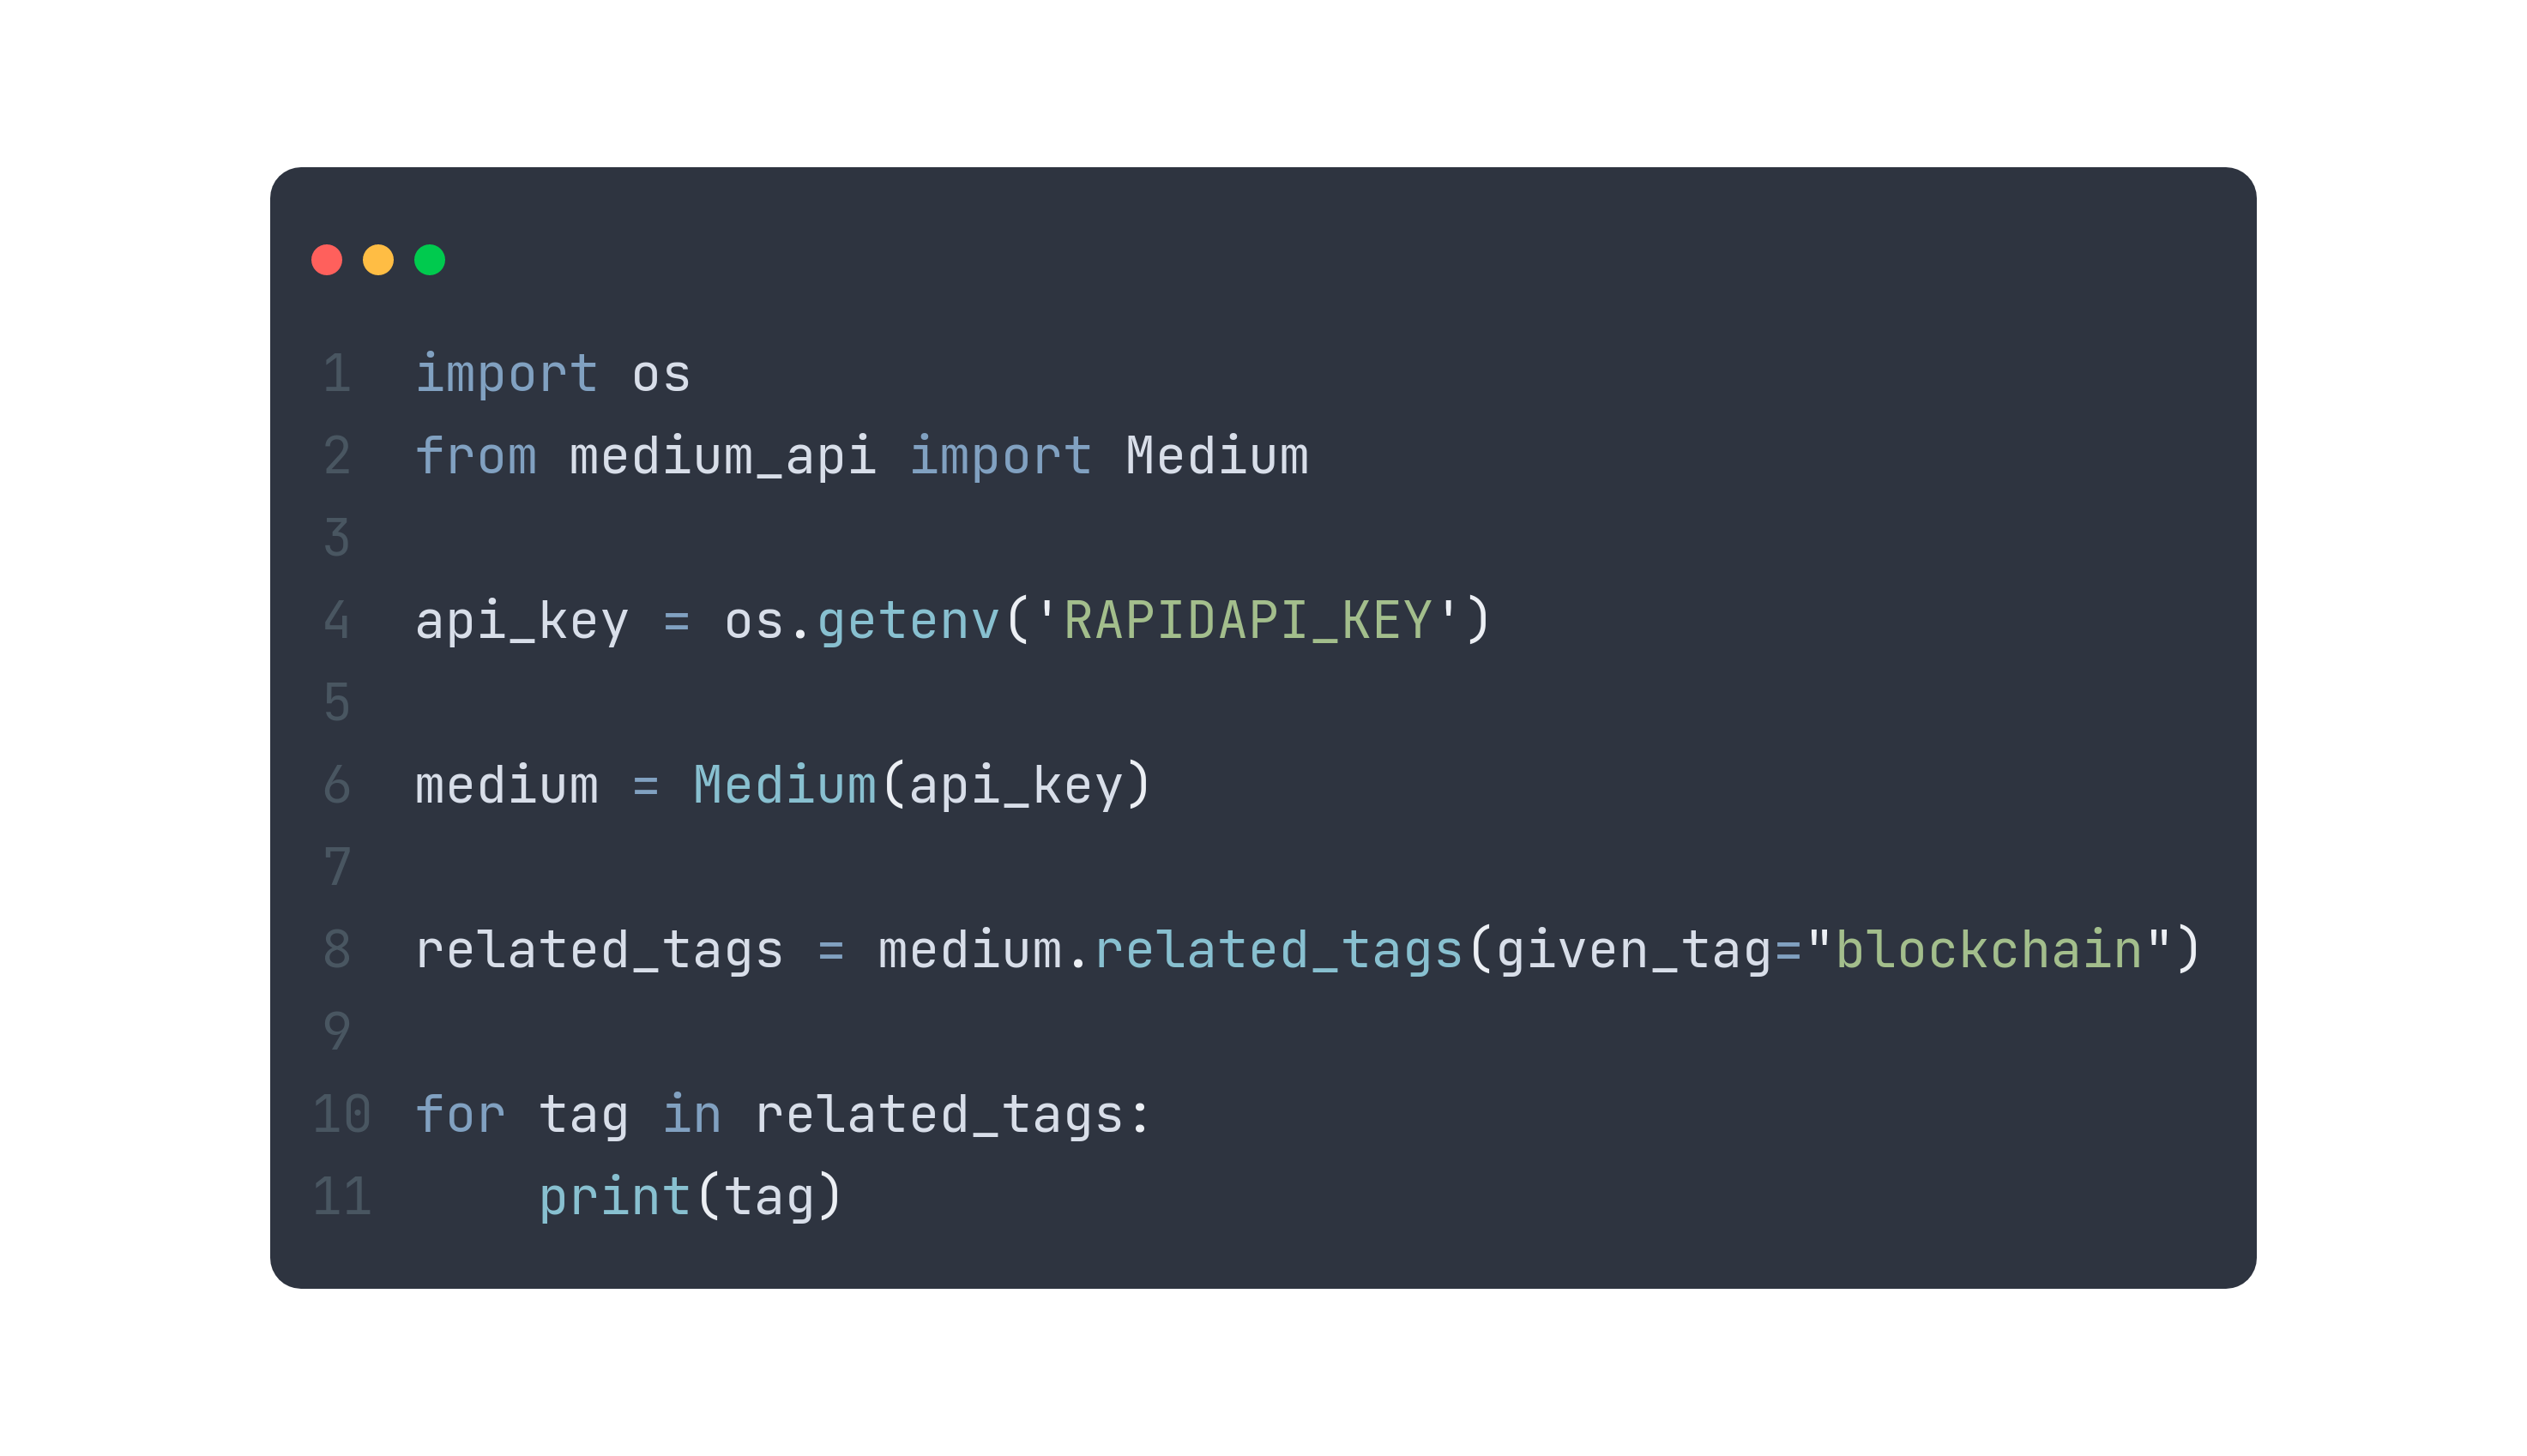 1 import os
2 from medium_api import Medium
3
4 api_key = os.getenv('RAPIDAPI_KEY')
5
6 medium = Medium(api_key)
7
8 related_tags = medium.related_tags(given_tag="blockchain")
9
10 for tag in related_tags:
11     print(tag)